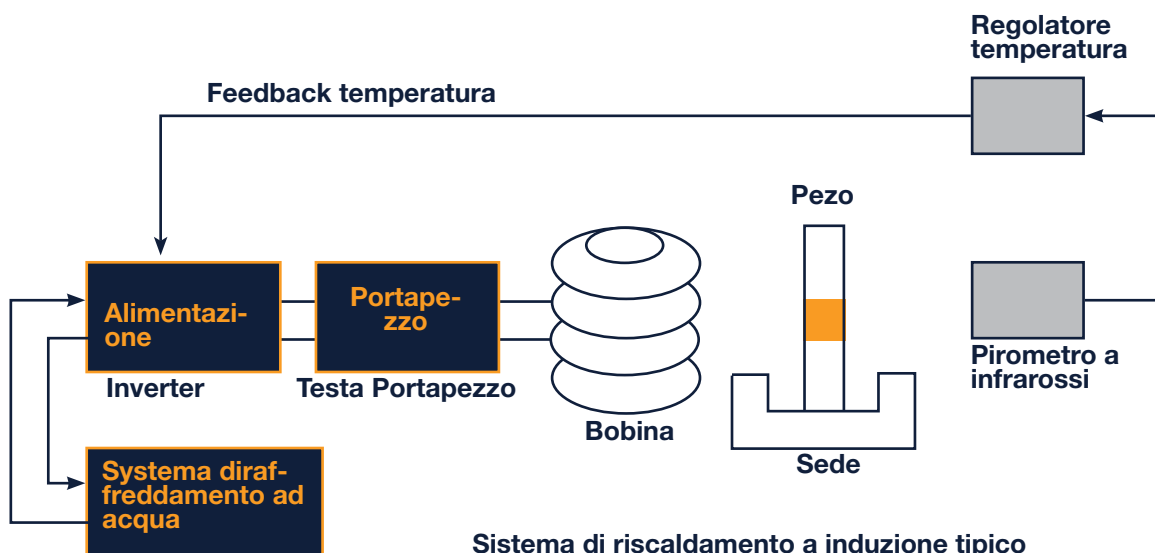 Regolatore
temperatura
Feedback temperatura
Pezo
Alimentazi-
one
Portape-
zzo
Inverter
Testa Portapezzo
Bobina
Sede
Pirometro a
infrarossi
Systema diraf-
freddamento ad
acqua
Sistema di riscaldamento a induzione tipico